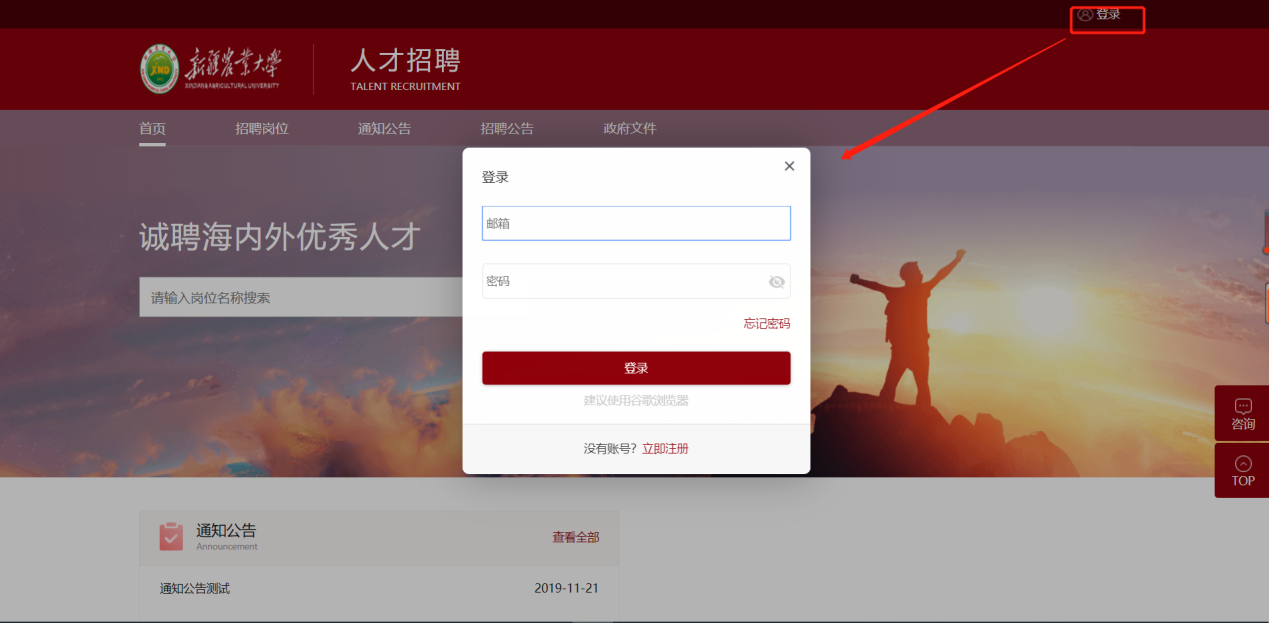 登录
新疆农业大学
XINJIANG AGRICULTURAL UNIVERSITY
人才招聘
TALENT RECRUITMENT
首页 招聘岗位 通知公告 招聘公告 政府文件
登录
邮箱
诚聘海内外优秀人才
密码
请输入岗位名称搜索
忘记密码
登录
建议使用谷歌浏览器
没有账号? 立即注册
咨询
TOP
通知公告
Announcement
查看全部
通知公告测试 2019-11-21